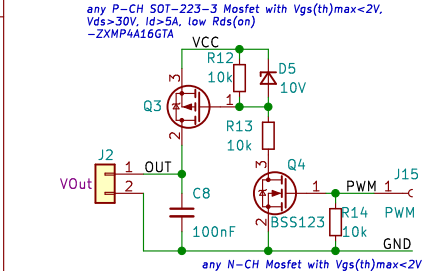 any P-CH SOT-223-3 Mosfet with Vgs(th)max<2V,
Vds>30V, Id>5A, low Rds(on)
-ZXMP4A16GTA
VCC
R12
10k
D5
10V
3
Q3
1
2
R13
10k
J2
1
OUT
VOut
2
3
Q4
1
PWM
1
J15
PWM
C8
100nF
BSS123
2
R14
10k
GND
any N-CH Mosfet with Vgs(th)max<2V